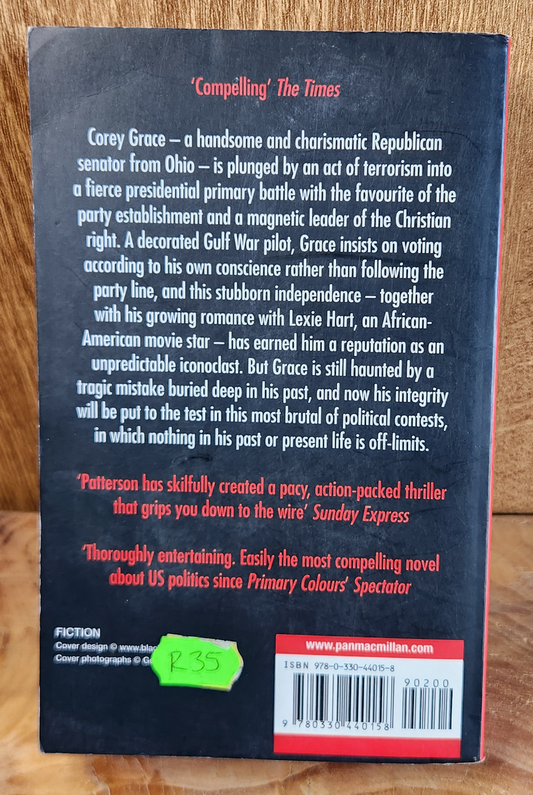 ‘Compelling’ The Times
Corey Grace – a handsome and charismatic Republican
senator from Ohio – is plunged by an act of terrorism into
a fierce presidential primary battle with the favourite of the
party establishment and a magnetic leader of the Christian
right. A decorated Gulf War pilot, Grace insists on voting
according to his own conscience rather than following the
party line, and this stubborn independence – together
with his growing romance with Lexie Hart, an African-
American movie star – has earned him a reputation as an
unpredictable iconoclast. But Grace is still haunted by a
tragic mistake buried deep in his past, and now his integrity
will be put to the test in this most brutal of political contests,
in which nothing in his past or present life is off-limits.
‘Patterson has skilfully created a pacy, action-packed thriller
that grips you down to the wire’ Sunday Express
‘Thoroughly entertaining. Easily the most compelling novel
about US politics since Primary Colours’ Spectator
FICTION
Cover design ©
Cover photographs ©
R35
www.panmacmillan.com
ISBN 978-0-330-44015-8
90200
9 780330 440158